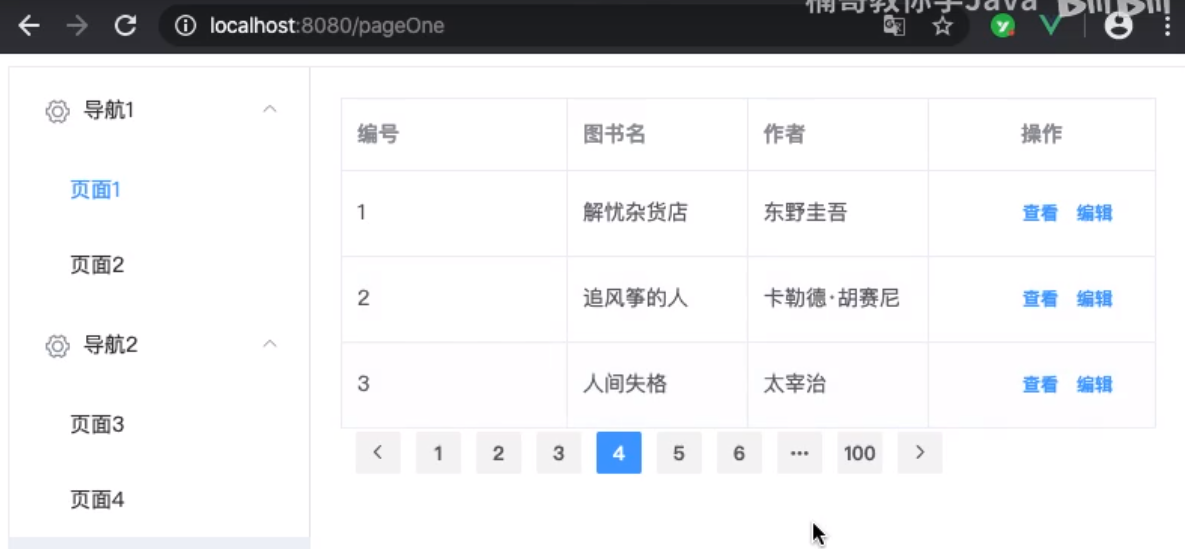 localhost:8080/pageOne
楠哥教你学Java
导航1
页面1
页面2
导航2
页面3
页面4
编号 图书名 作者 操作
1 解忧杂货店 东野圭吾 查看 编辑
2 追风筝的人 卡勒德·胡赛尼 查看 编辑
3 人间失格 太宰治 查看 编辑
1 2 3 4 5 6 ••• 100